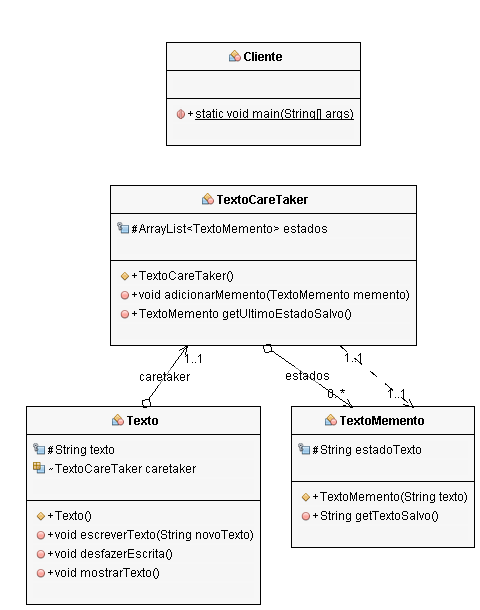 Cliente
+static void main(String[] args)
TextoCareTaker
#ArrayList<TextoMemento> estados
+TextoCareTaker()
+void adicionarMemento(TextoMemento memento)
+TextoMemento getUltimoEstadoSalvo()
1..1
1..1
caretaker
estados
0..*
1..1
Texto
#String texto
~TextoCareTaker caretaker
+Texto()
+void escreverTexto(String novoTexto)
+void desfazerEscrita()
+void mostrarTexto()
TextoMemento
#String estadoTexto
+TextoMemento(String texto)
+String getTextoSalvo()